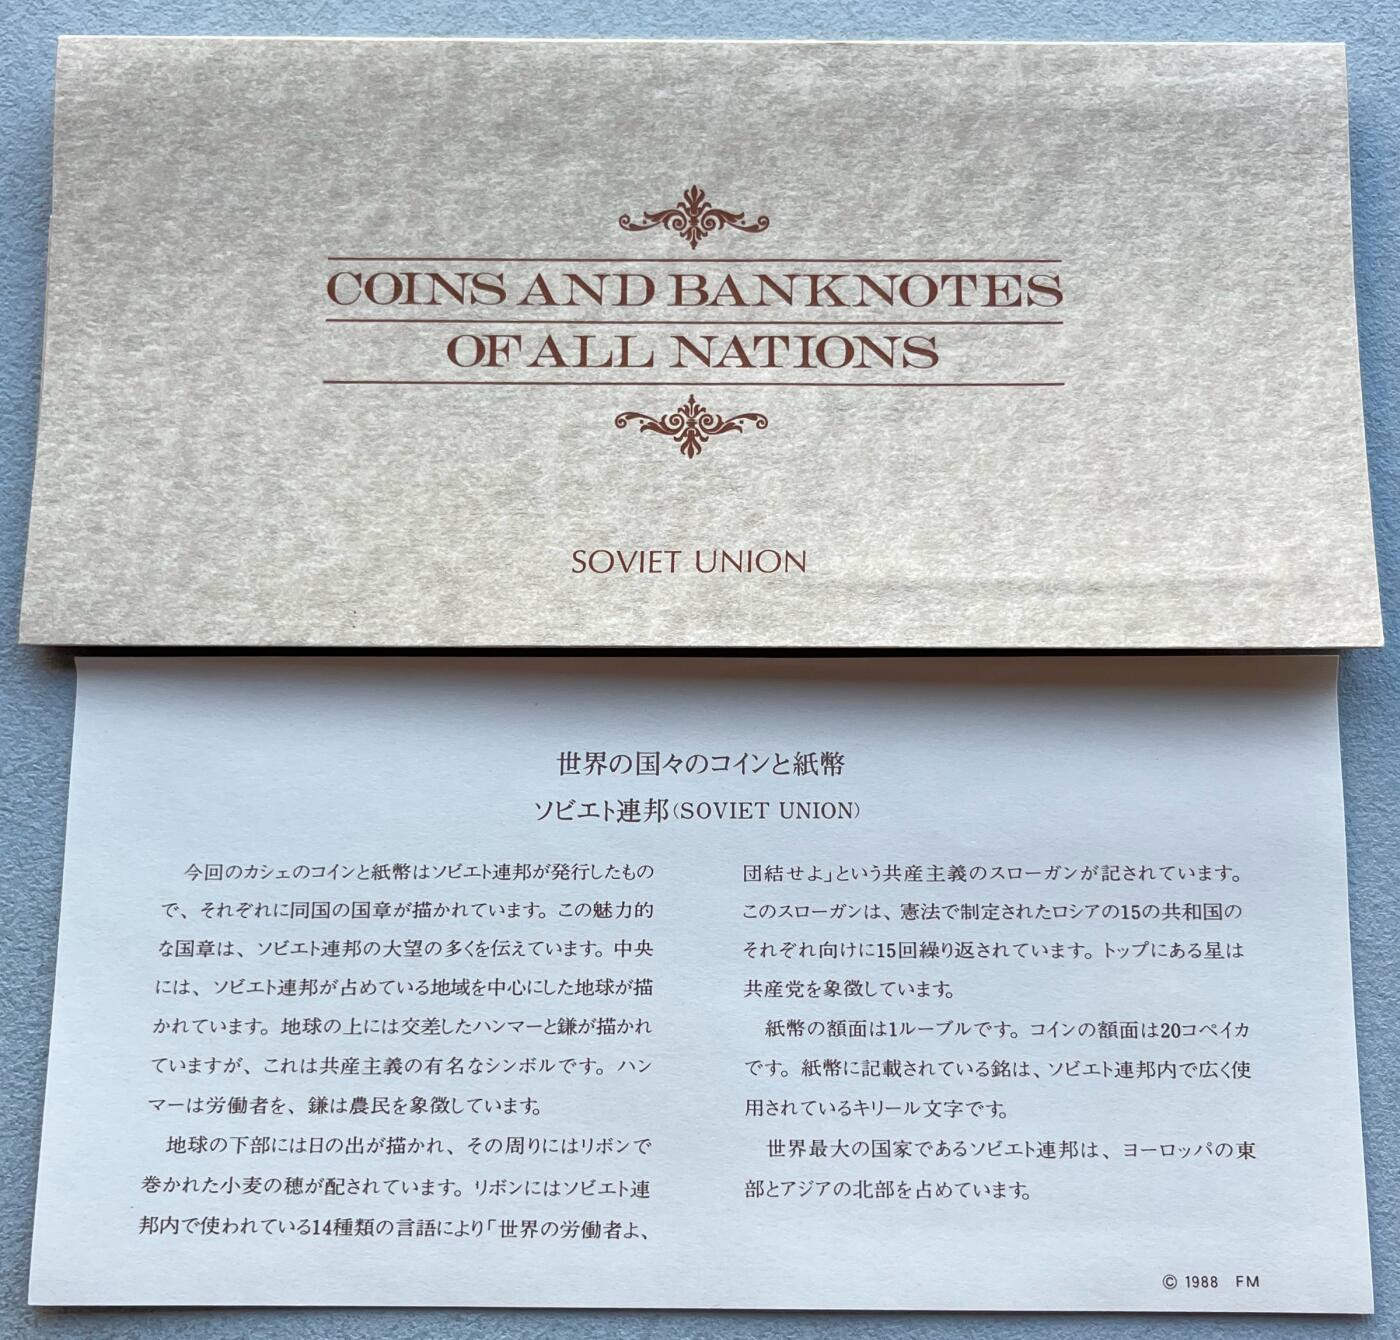 COINS AND BANKNOTES
OF ALL NATIONS
SOVIET UNION
世界の国々のコインと紙幣
ソビエト連邦(SOVIET UNION)
今回のカシェのコインと紙幣はソビエト連邦が発行したもの
で、それぞれに同国の国章が描かれています。この魅力的
な国章は、ソビエト連邦の大望の多くを伝えています。中央
には、ソビエト連邦が占めている地域を中心にした地球が描
かれています。地球の上には交差したハンマーと鎌が描かれ
ていますが、これは共産主義の有名なシンボルです。ハン
マーは労働者を、鎌は農民を象徴しています。
地球の下部には日の出が描かれ、その周りにはリボンで
巻かれた小麦の穂が配されています。リボンにはソビエト連
邦内で使われている14種類の言語により「世界の労働者よ、
団結せよ」という共産主義のスローガンが記されています。
このスローガンは、憲法で制定されたロシアの15の共和国の
それぞれ向けに15回繰り返されています。トップにある星は
共産党を象徴しています。
紙幣の額面は1ルーブルです。コインの額面は20コペイカ
です。紙幣に記載されている銘は、ソビエト連邦内で広く使
用されているキリール文字です。
世界最大の国家であるソビエト連邦は、ヨーロッパの東
部とアジアの北部を占めています。
© 1988 FM